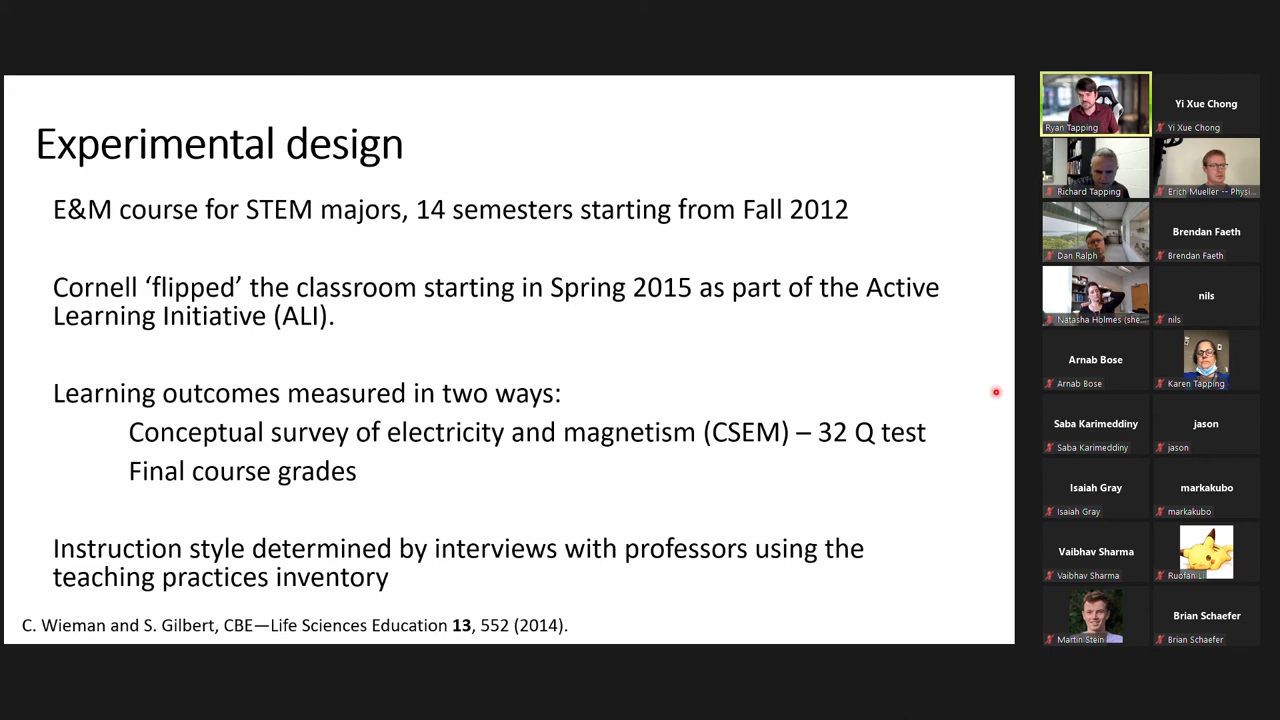 Experimental design
E&M course for STEM majors, 14 semesters starting from Fall 2012
Cornell ‘flipped’ the classroom starting in Spring 2015 as part of the Active
Learning Initiative (ALI).
Learning outcomes measured in two ways:
Conceptual survey of electricity and magnetism (CSEM) – 32 Q test
Final course grades
Instruction style determined by interviews with professors using the
teaching practices inventory
C. Wieman and S. Gilbert, CBE—Life Sciences Education 13, 552 (2014).
Ryan Tapping
Yi Xue Chong
Yi Xue Chong
Richard Tapping
Erich Mueller -- Physi...
Dan Ralph
Brendan Faeth
Brendan Faeth
Natasha Holmes (she...
nils
nils
Arnab Bose
Arnab Bose
Karen Tapping
Saba Karimeddiny
Saba Karimeddiny
jason
jason
Isaiah Gray
Isaiah Gray
markakubo
markakubo
Vaibhav Sharma
Vaibhav Sharma
Ruofan Li
Martin Stein
Brian Schaefer
Brian Schaefer